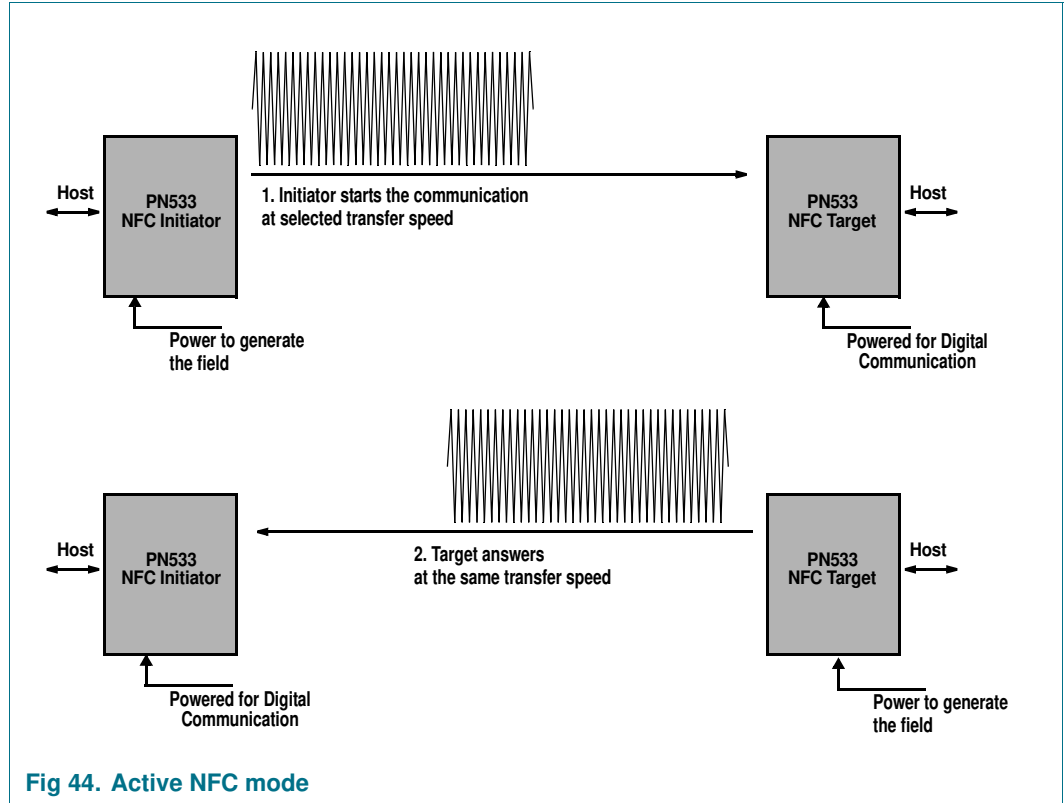 Host
PN533
NFC Initiator
1. Initiator starts the communication
at selected transfer speed
PN533
NFC Target
Host
Power to generate
the field
Powered for Digital
Communication
Host
PN533
NFC Initiator
2. Target answers
at the same transfer speed
PN533
NFC Target
Host
Powered for Digital
Communication
Power to generate
the field
Fig 44. Active NFC mode